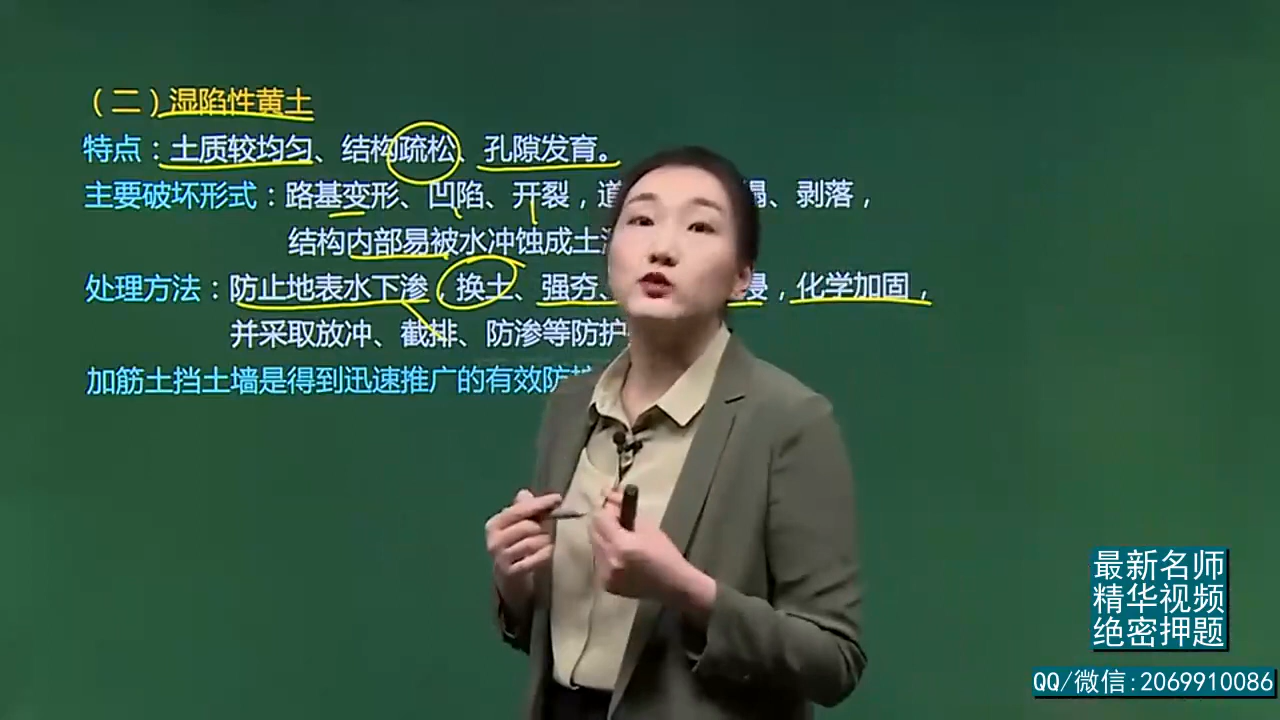 （二）湿陷性黄土
特点：土质较均匀、结构疏松、孔隙发育。
主要破坏形式：路基变形、凹陷、开裂，道 塌、剥落，
结构内部易被水冲蚀成土
处理方法：防止地表水下渗，换土、强夯、 浸，化学加固，
并采取放冲、截排、防渗等防护
加筋土挡土墙是得到迅速推广的有效防护
最新名师
精华视频
绝密押题
QQ/微信:2069910086